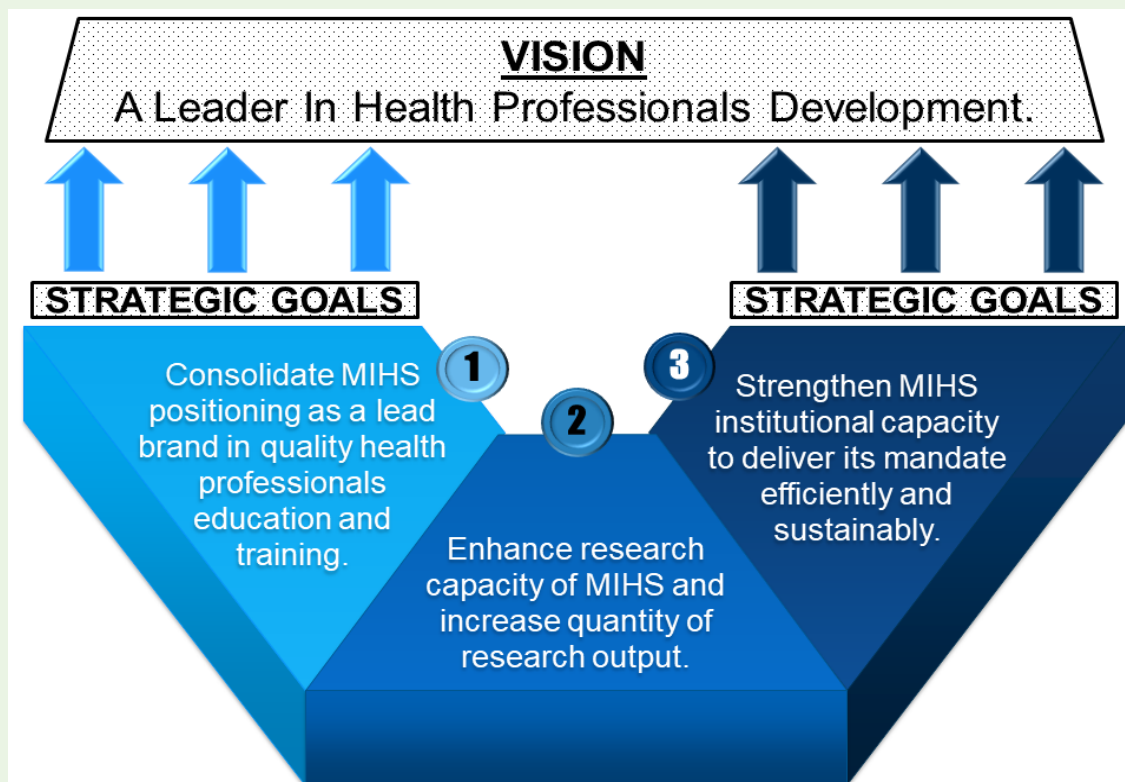 VISION
A Leader In Health Professionals Development.
STRATEGIC GOALS
STRATEGIC GOALS
1
Consolidate MIHS
positioning as a lead
brand in quality health
professionals
education and
training.
2
Enhance research
capacity of MIHS and
increase quantity of
research output.
3
Strengthen MIHS
institutional capacity
to deliver its mandate
efficiently and
sustainably.